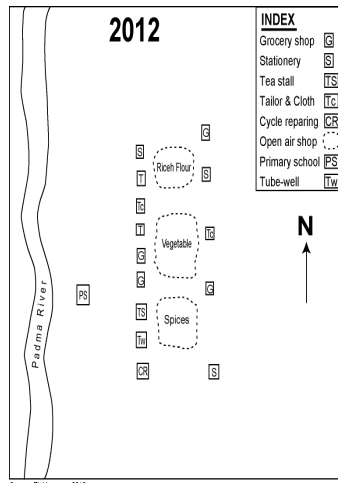 2012
INDEX
Grocery shop G
Stationery S
Tea stall TS
Tailor & Cloth Tc
Cycle reparing CR
Open air shop
Primary school PS
Tube-well Tw
N
G
S
Riceh Flour
T
S
Tc
T
Vegetable
Tc
G
G
G
PS
TS
Spices
Tw
CR
S
Padma River